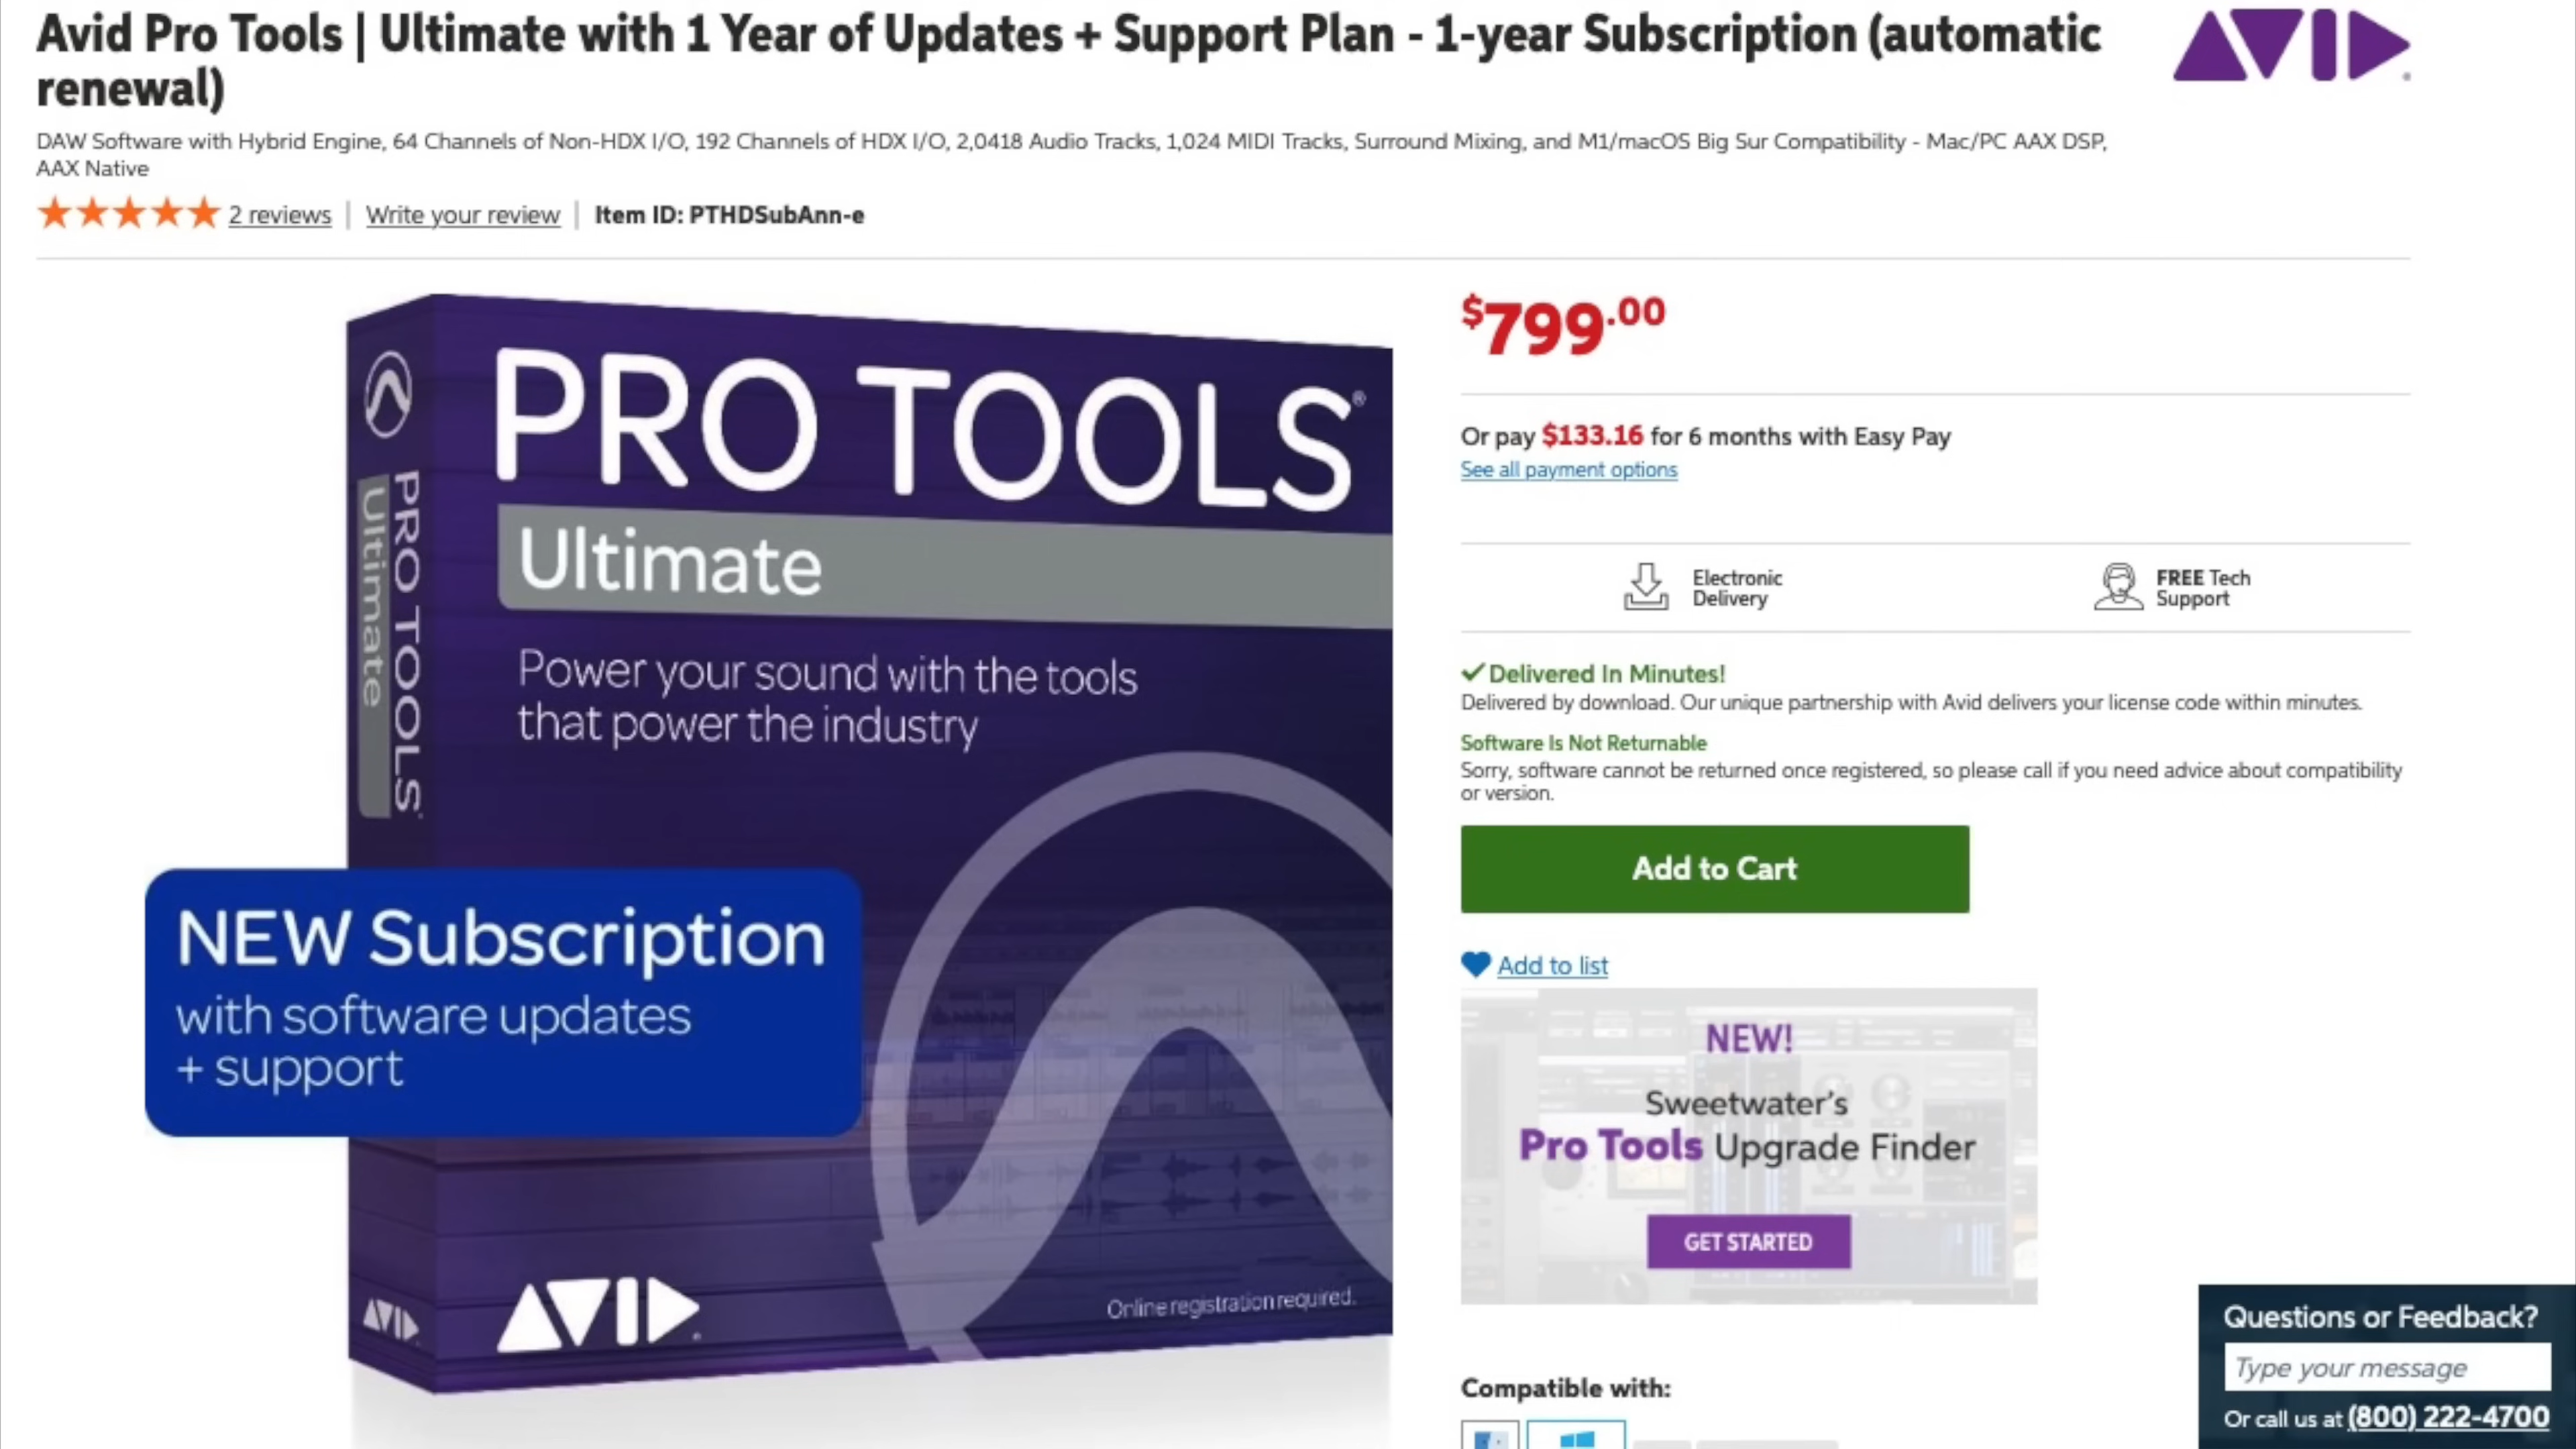 Avid Pro Tools | Ultimate with 1 Year of Updates + Support Plan - 1-year Subscription (automatic
renewal)
AVID
DAW Software with Hybrid Engine, 64 Channels of Non-HDX I/O, 192 Channels of HDX I/O, 2,0418 Audio Tracks, 1,024 MIDI Tracks, Surround Mixing, and M1/macOS Big Sur Compatibility - Mac/PC AAX DSP,
AAX Native
2 reviews | Write your review | Item ID: PTHDSubAnn-e
PRO TOOLS®
Ultimate
Power your sound with the tools
that power the industry
PRO TOOLS
Ultimate
NEW Subscription
with software updates
+ support
AVID
AVID
Online registration required.
$799.00
Or pay $133.16 for 6 months with Easy Pay
See all payment options
Electronic
Delivery
FREE Tech
Support
Delivered In Minutes!
Delivered by download. Our unique partnership with Avid delivers your license code within minutes.
Software Is Not Returnable
Sorry, software cannot be returned once registered, so please call if you need advice about compatibility
or version.
Add to Cart
Add to list
NEW!
Sweetwater's
Pro Tools Upgrade Finder
GET STARTED
Compatible with:
Questions or Feedback?
Type your message
Or call us at (800) 222-4700